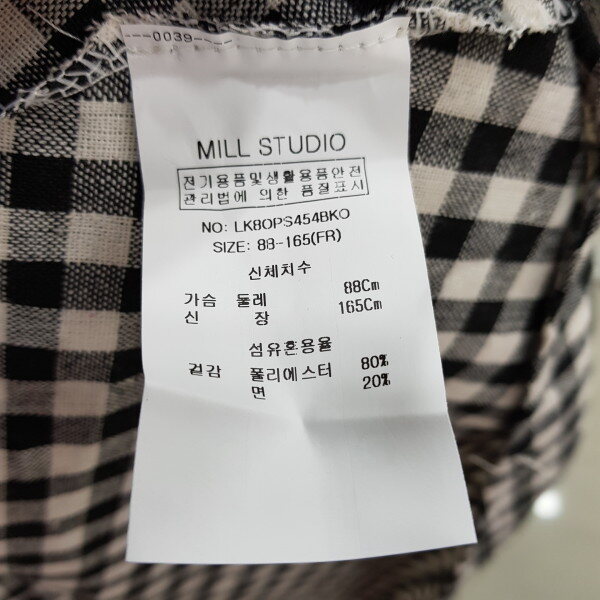 ---0039----
MILL STUDIO
전기용품및생활용품안전
관리법에 의한 품질표시
NO: LK8OPS454BKO
SIZE: 88-165(FR)
신체치수
가슴 둘레 88Cm
신 장 165Cm
섬유혼용율
겉감 폴리에스터 80%
면 20%